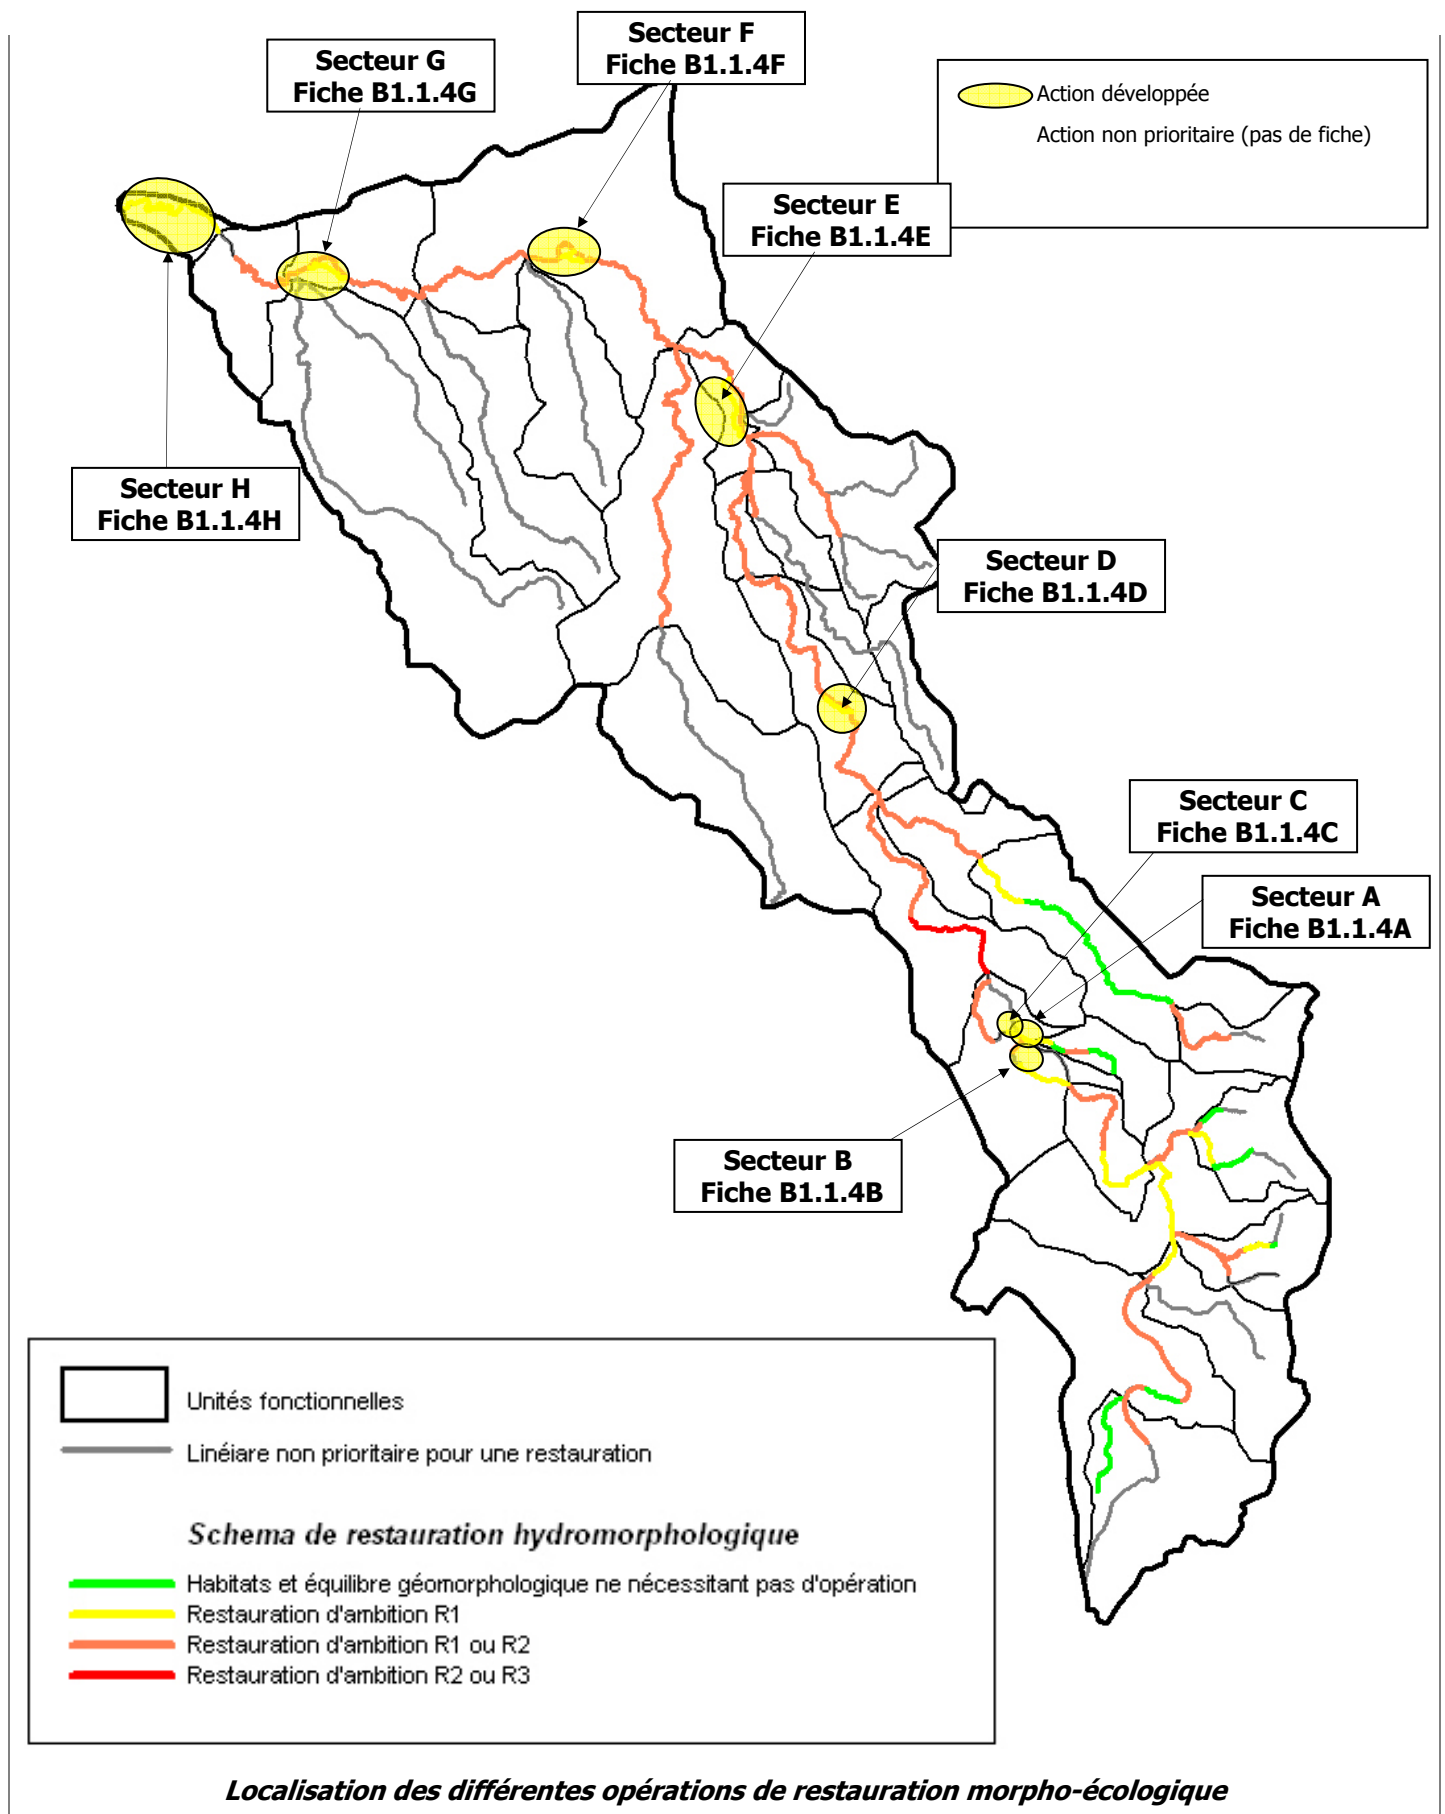 Secteur F
Fiche B1.1.4F
Secteur G
Fiche B1.1.4G
Action développée
Action non prioritaire (pas de fiche)
Secteur E
Fiche B1.1.4E
Secteur H
Fiche B1.1.4H
Secteur D
Fiche B1.1.4D
Secteur C
Fiche B1.1.4C
Secteur A
Fiche B1.1.4A
Secteur B
Fiche B1.1.4B
Unités fonctionnelles
Linéiare non prioritaire pour une restauration
Schema de restauration hydromorphologique
Habitats et équilibre géomorphologique ne nécessitant pas d'opération
Restauration d'ambition R1
Restauration d'ambition R1 ou R2
Restauration d'ambition R2 ou R3
Localisation des différentes opérations de restauration morpho-écologique